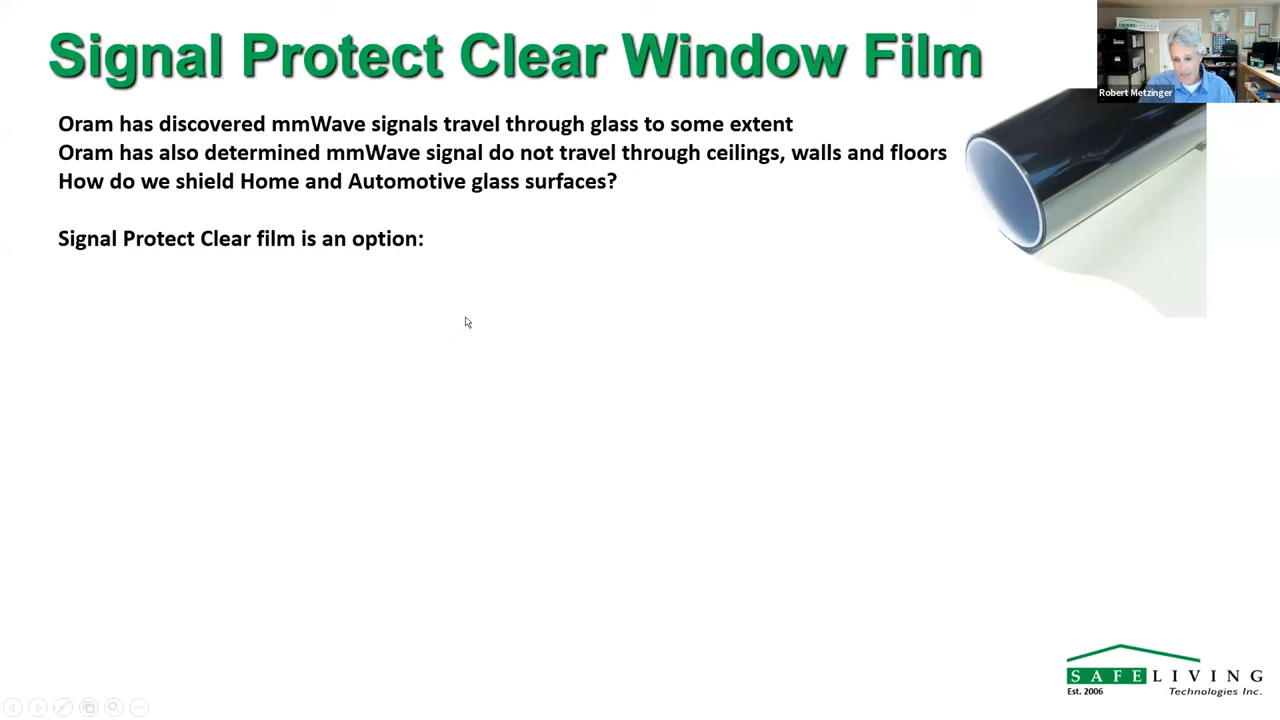 Signal Protect Clear Window Film
Robert Metzinger
Oram has discovered mmWave signals travel through glass to some extent
Oram has also determined mmWave signal do not travel through ceilings, walls and floors
How do we shield Home and Automotive glass surfaces?
Signal Protect Clear film is an option:
SAFELIVING
Est. 2006 Technologies Inc.